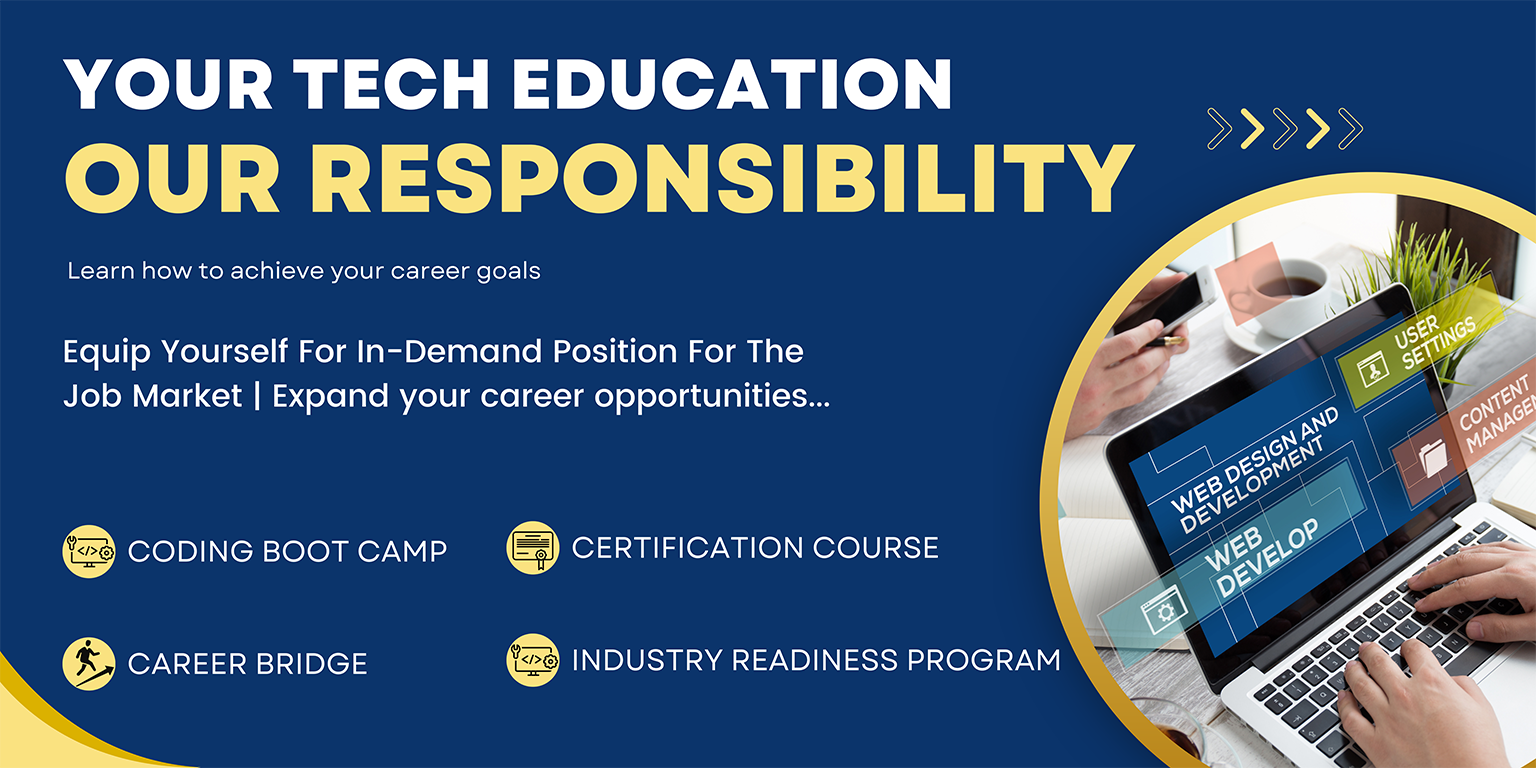 YOUR TECH EDUCATION
OUR RESPONSIBILITY
Learn how to achieve your career goals
Equip Yourself For In-Demand Position For The
Job Market | Expand your career opportunities...
CODING BOOT CAMP
CERTIFICATION COURSE
CAREER BRIDGE
INDUSTRY READINESS PROGRAM
USER
SETTINGS
CONTENT
WEB DESIGN AND
DEVELOPMENT
WEB
DEVELOP